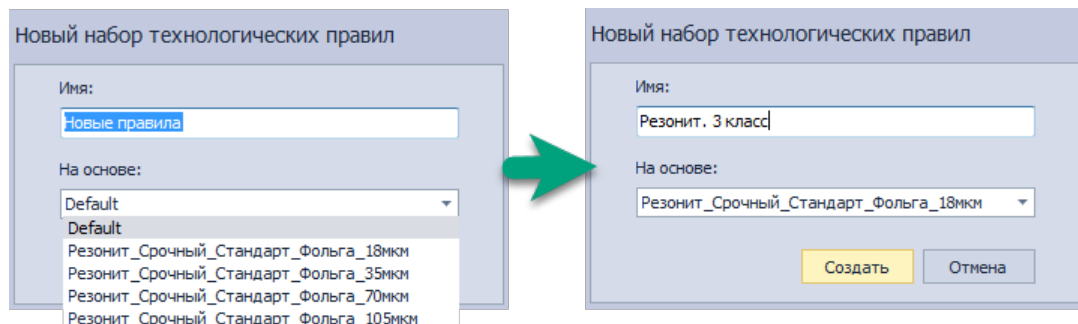 Новый набор технологических правил
Имя:
Новые правила
На основе:
Default
Default
Резонит_Срочный_Стандарт_Фольга_18мкм
Резонит_Срочный_Стандарт_Фольга_35мкм
Резонит_Срочный_Стандарт_Фольга_70мкм
Резонит_Срочный_Стандарт_Фольга_105мкм
Новый набор технологических правил
Имя:
Резонит. 3 класс
На основе:
Резонит_Срочный_Стандарт_Фольга_18мкм
Создать
Отмена